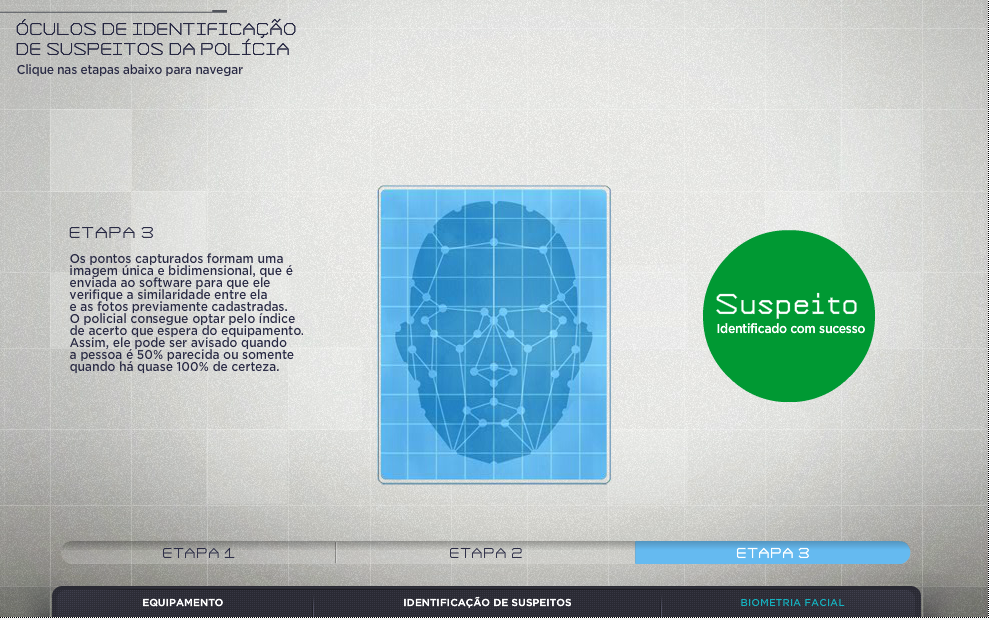 ÓCULOS DE IDENTIFICAÇÃO
DE SUSPEITOS DA POLÍCIA
Clique nas etapas abaixo para navegar
ETAPA 3
Os pontos capturados formam uma
imagem única e bidimensional, que é
enviada ao software para que ele
verifique a similaridade entre ela
e as fotos previamente cadastradas.
O policial consegue optar pelo índice
de acerto que espera do equipamento.
Assim, ele pode ser avisado quando
a pessoa é 50% parecida ou somente
quando há quase 100% de certeza.
Suspeito
Identificado com sucesso
ETAPA 1
ETAPA 2
ETAPA 3
EQUIPAMENTO
IDENTIFICAÇÃO DE SUSPEITOS
BIOMETRIA FACIAL